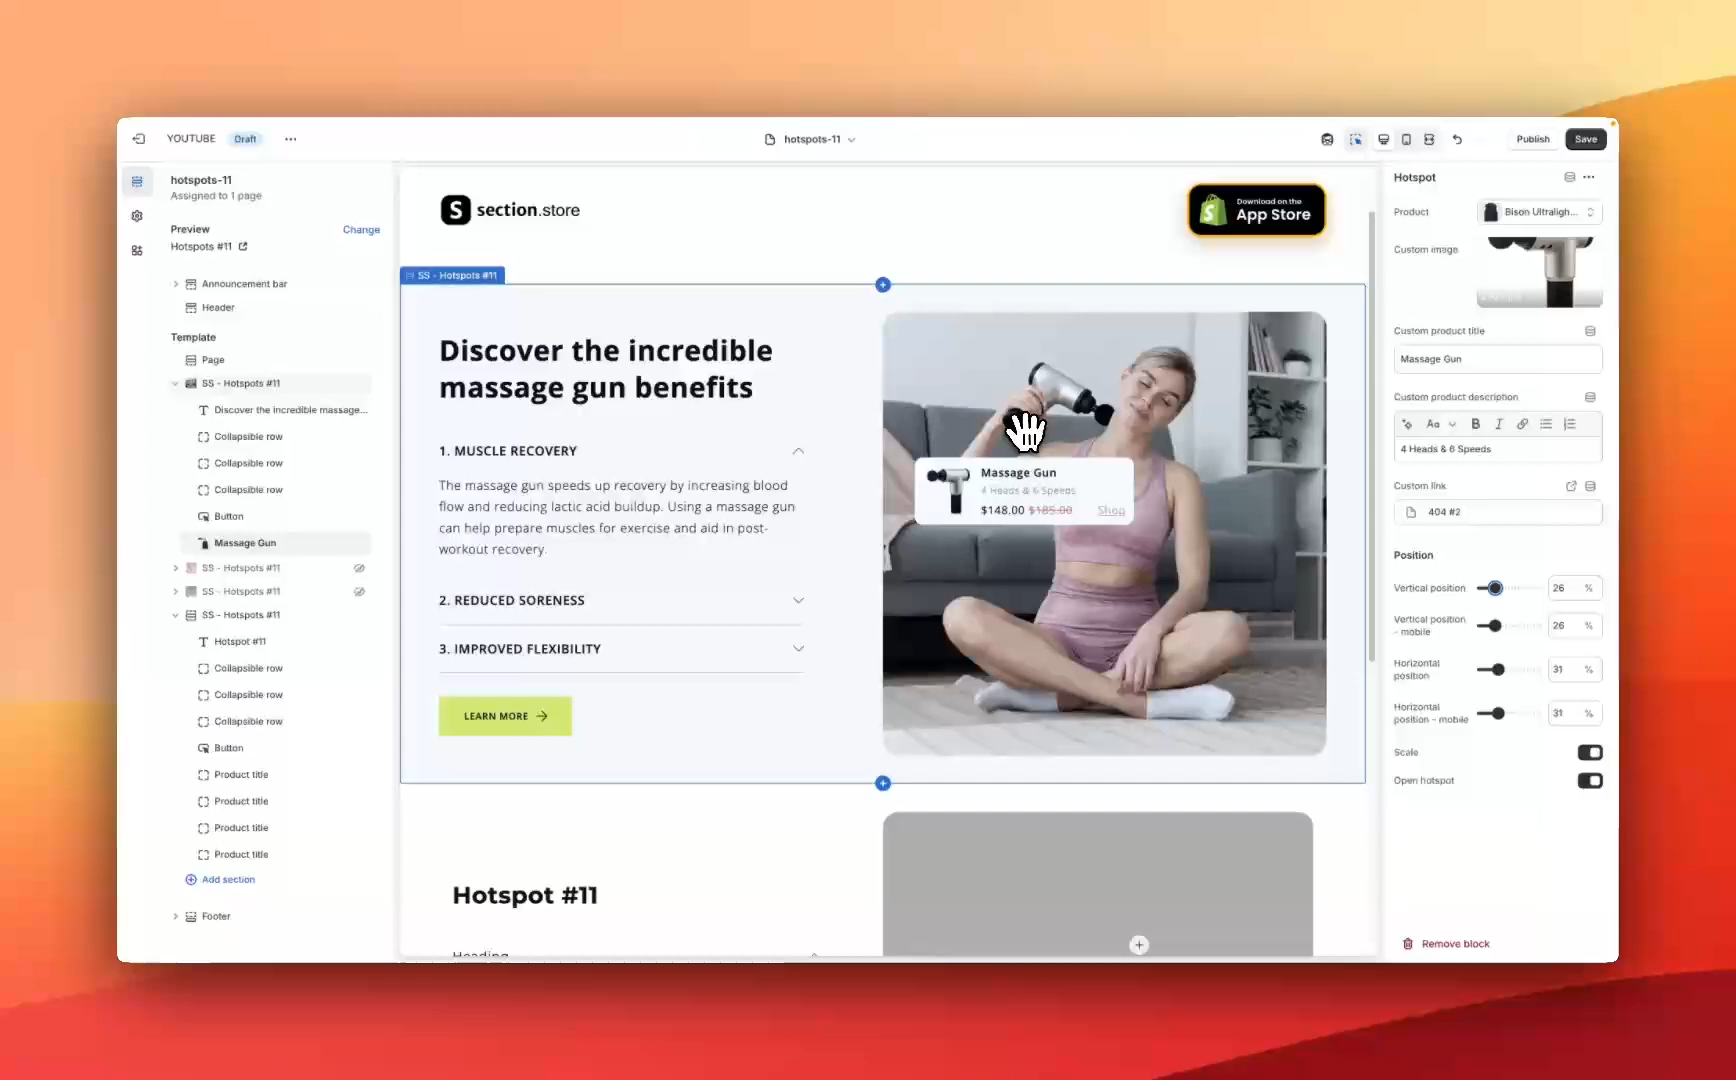 YOUTUBE
Draft
hotspots-11
Publish
Save
hotspots-11
Assigned to 1 page
Preview
Change
Hotspots #11
Announcement bar
Header
Template
Page
SS - Hotspots #11
Discover the incredible massage...
Collapsible row
Collapsible row
Collapsible row
Button
Massage Gun
SS - Hotspots #11
SS - Hotspots #11
SS - Hotspots #11
Hotspot #11
Collapsible row
Collapsible row
Collapsible row
Button
Product title
Product title
Product title
Product title
Add section
Footer
S section.store
Download on the
App Store
SS - Hotspots #11
Discover the incredible
massage gun benefits
1. MUSCLE RECOVERY
The massage gun speeds up recovery by increasing blood
flow and reducing lactic acid buildup. Using a massage gun
can help prepare muscles for exercise and aid in post-
workout recovery.
2. REDUCED SORENESS
3. IMPROVED FLEXIBILITY
LEARN MORE
Massage Gun
4 Heads & 6 Speeds
$148.00 $185.00 Shop
Hotspot #11
Heading
Hotspot
Product
Bison Ultraligh...
Custom image
Custom product title
Massage Gun
Custom product description
Aa B I
4 Heads & 6 Speeds
Custom link
404 #2
Position
Vertical position
26 %
Vertical position
- mobile
26 %
Horizontal
position
31 %
Horizontal
position - mobile
31 %
Scale
Open hotspot
Remove block